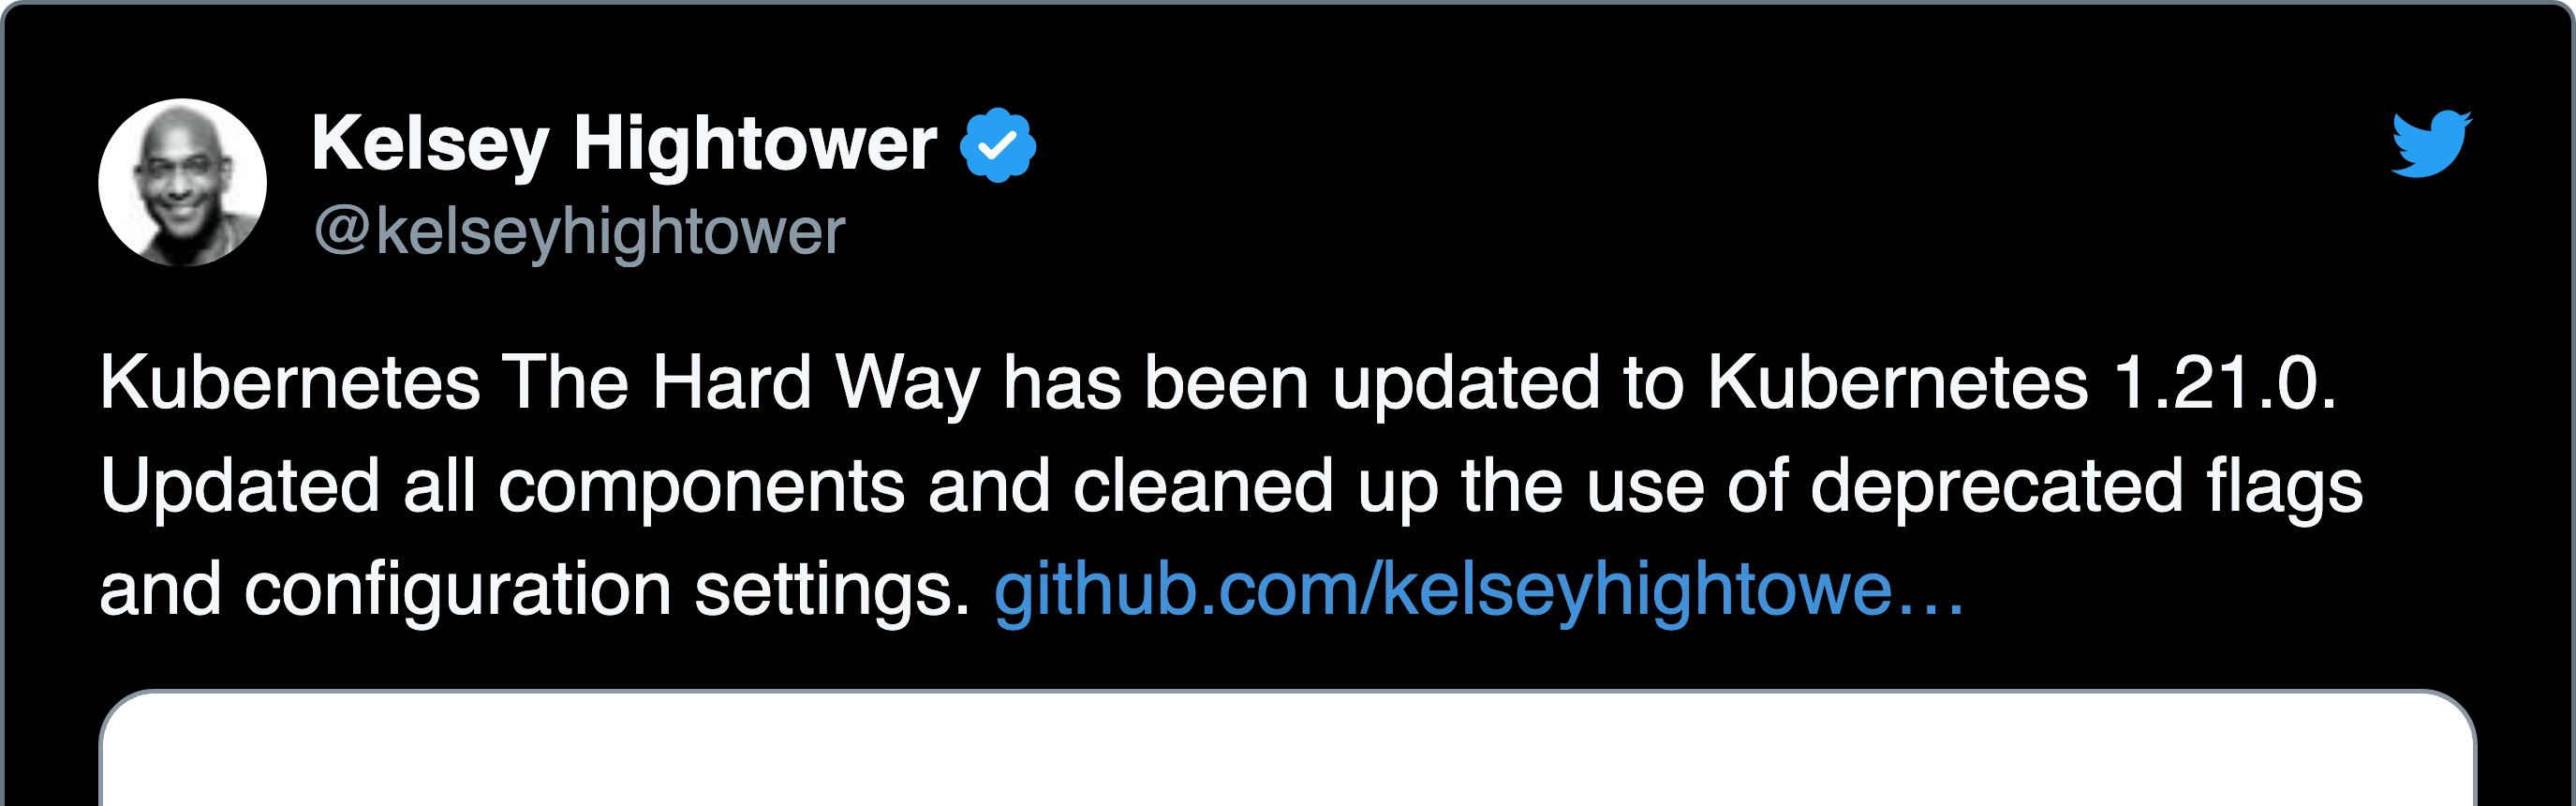 Kelsey Hightower
@kelseyhightower
Kubernetes The Hard Way has been updated to Kubernetes 1.21.0.
Updated all components and cleaned up the use of deprecated flags
and configuration settings. github.com/kelseyhightowe…